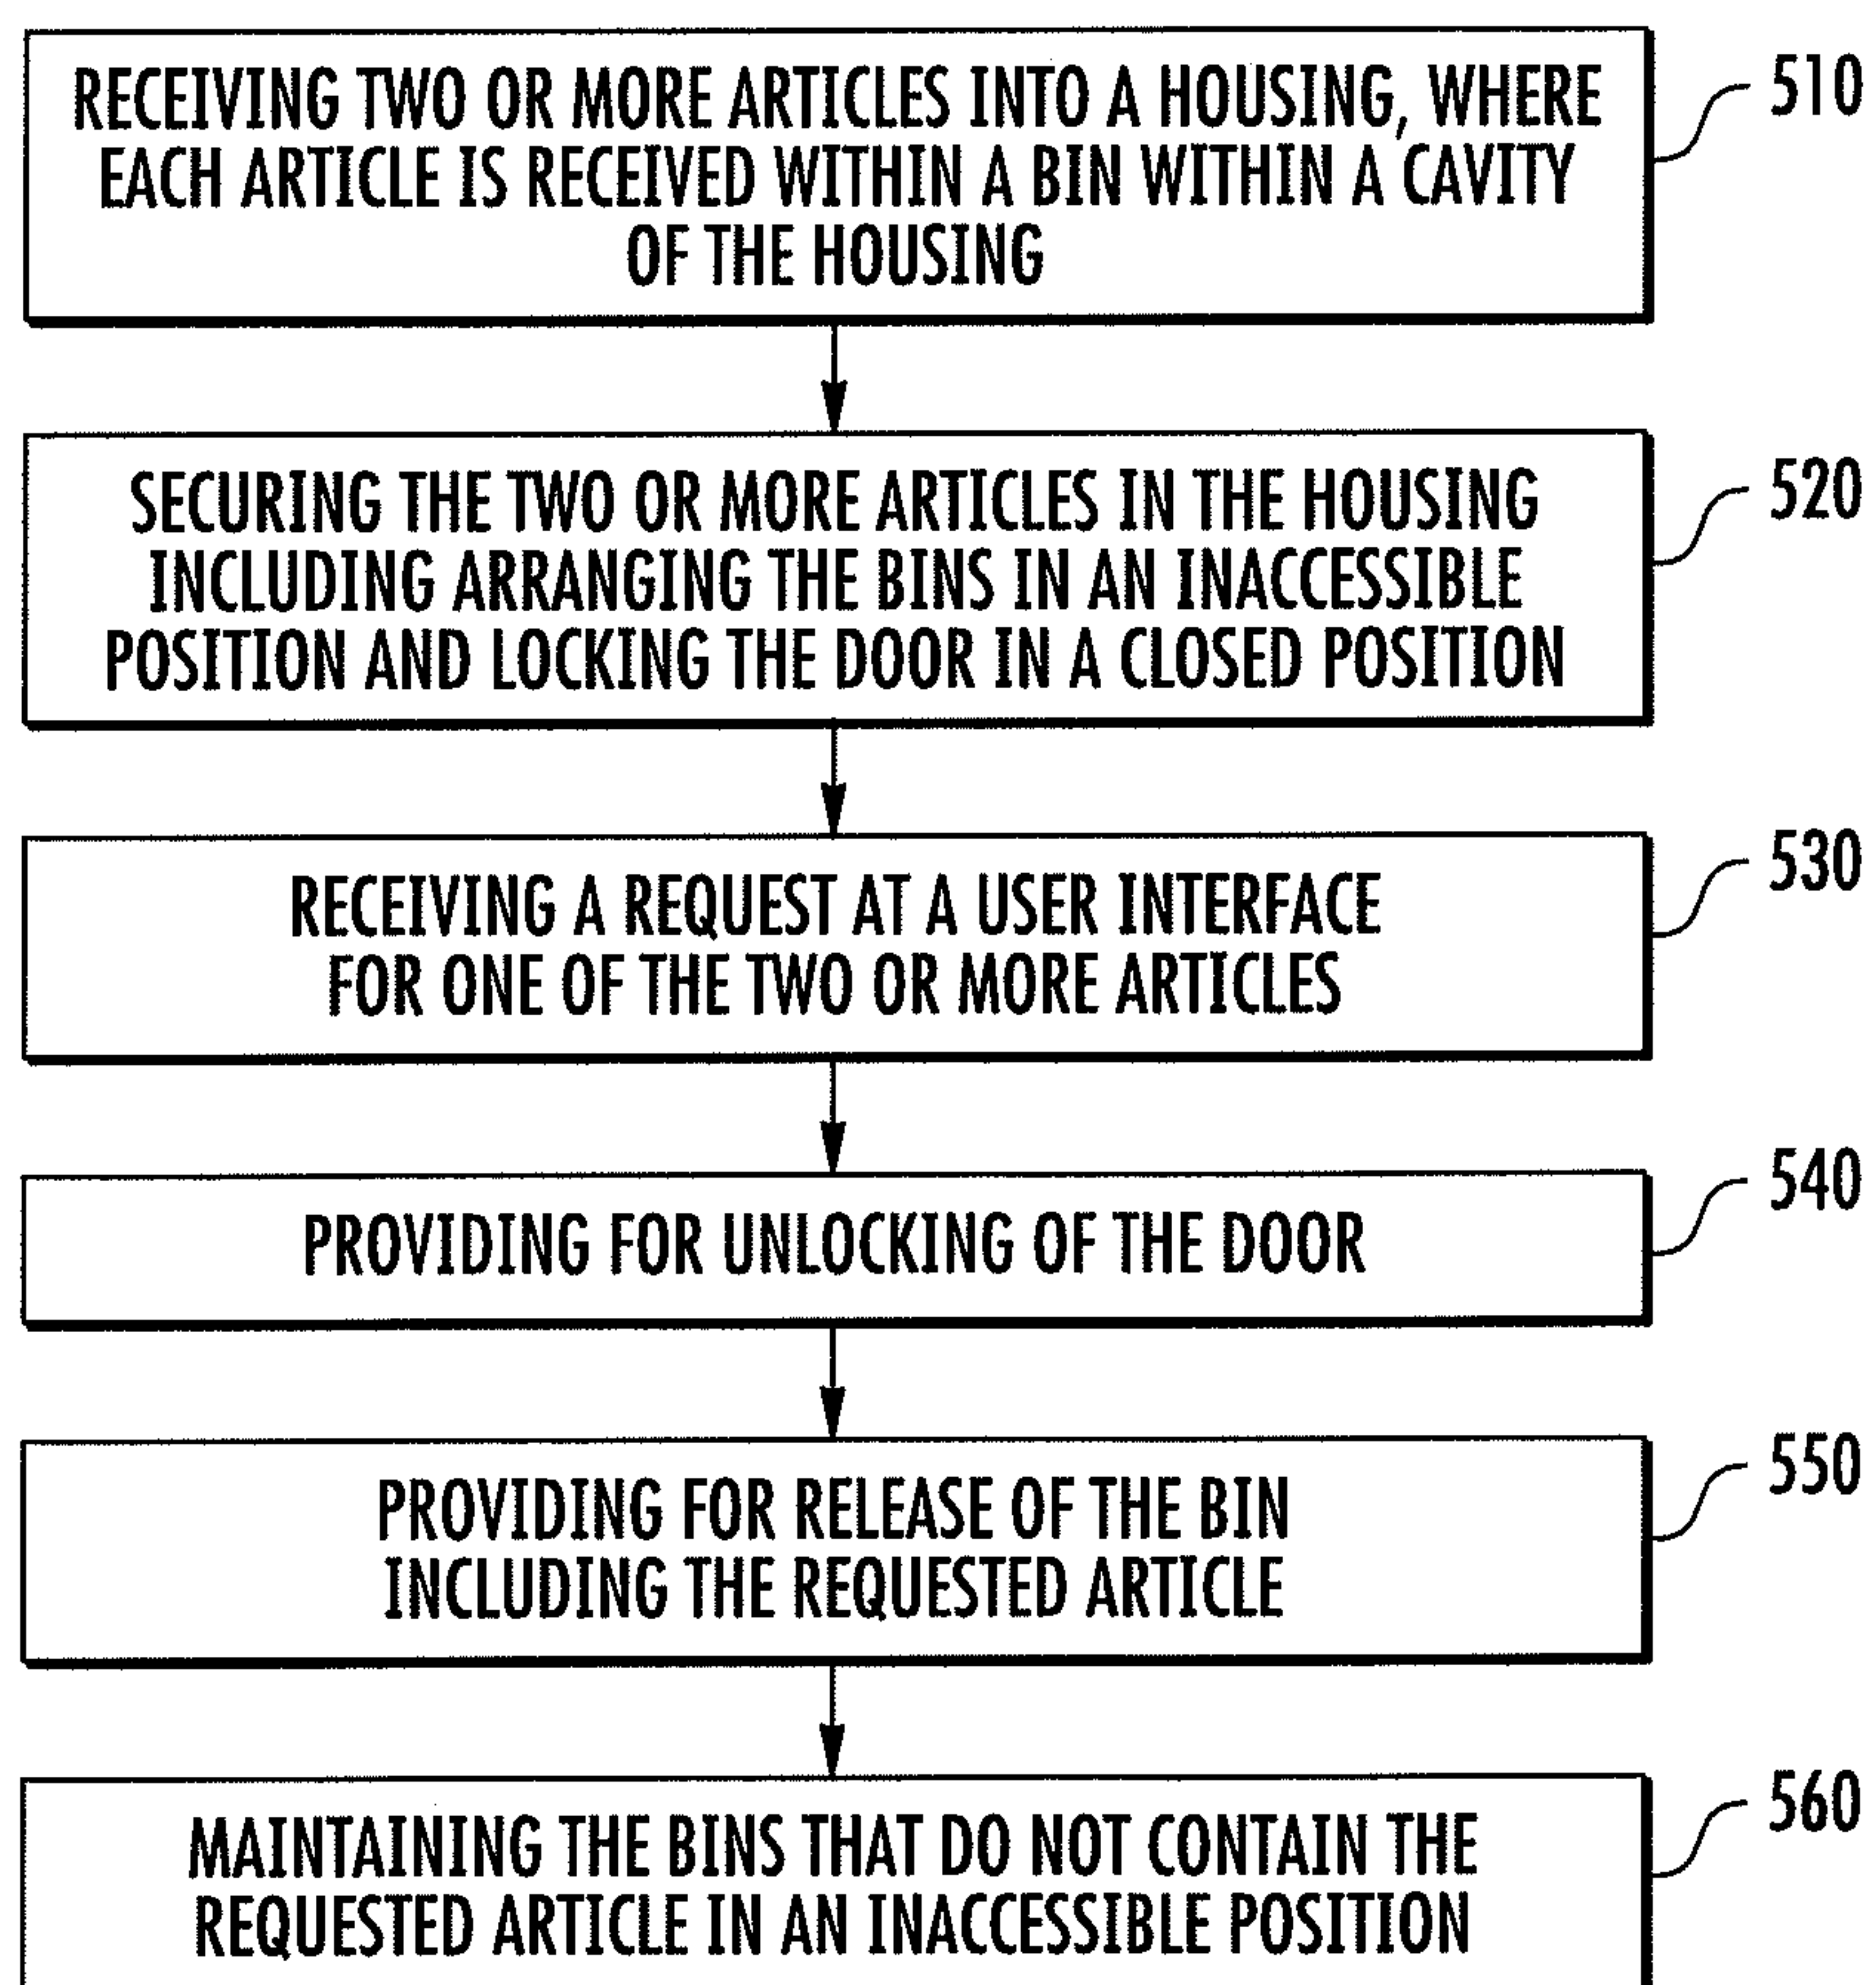 RECEIVING TWO OR MORE ARTICLES INTO A HOUSING, WHERE
EACH ARTICLE IS RECEIVED WITHIN A BIN WITHIN A CAVITY
OF THE HOUSING
510
SECURING THE TWO OR MORE ARTICLES IN THE HOUSING
INCLUDING ARRANGING THE BINS IN AN INACCESSIBLE
POSITION AND LOCKING THE DOOR IN A CLOSED POSITION
520
RECEIVING A REQUEST AT A USER INTERFACE
FOR ONE OF THE TWO OR MORE ARTICLES
530
PROVIDING FOR UNLOCKING OF THE DOOR
540
PROVIDING FOR RELEASE OF THE BIN
INCLUDING THE REQUESTED ARTICLE
550
MAINTAINING THE BINS THAT DO NOT CONTAIN THE
REQUESTED ARTICLE IN AN INACCESSIBLE POSITION
560